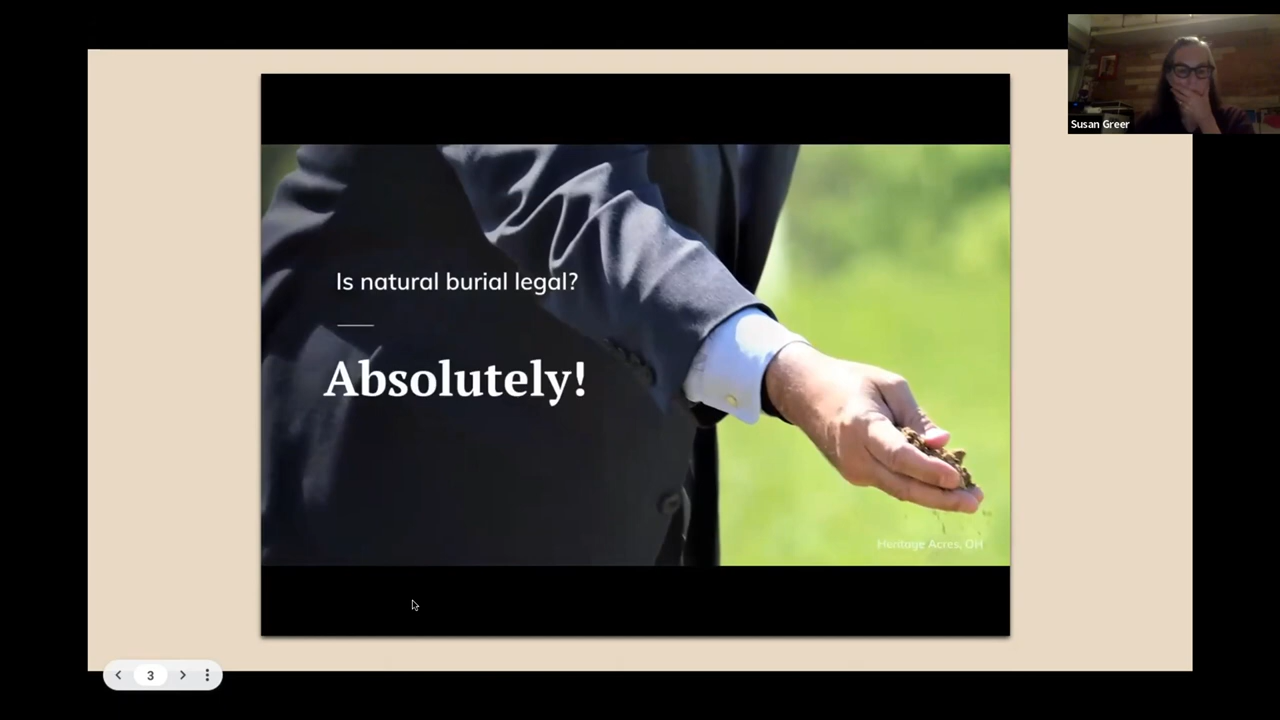 Susan Greer
Is natural burial legal?
Absolutely!
Heritage Acres, OH
3